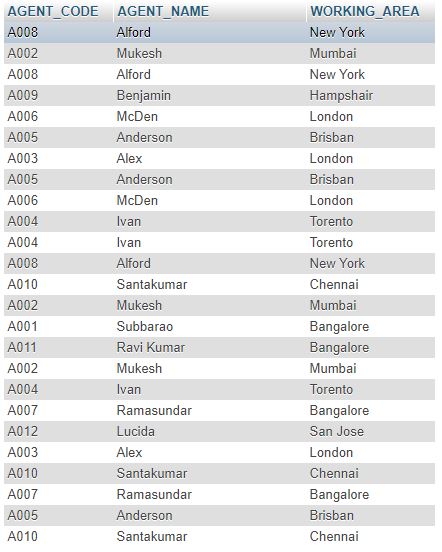 AGENT_CODE AGENT_NAME WORKING_AREA
A008 Alford New York
A002 Mukesh Mumbai
A008 Alford New York
A009 Benjamin Hampshair
A006 McDen London
A005 Anderson Brisban
A003 Alex London
A005 Anderson Brisban
A006 McDen London
A004 Ivan Torento
A004 Ivan Torento
A008 Alford New York
A010 Santakumar Chennai
A002 Mukesh Mumbai
A001 Subbarao Bangalore
A011 Ravi Kumar Bangalore
A002 Mukesh Mumbai
A004 Ivan Torento
A007 Ramasundar Bangalore
A012 Lucida San Jose
A003 Alex London
A010 Santakumar Chennai
A007 Ramasundar Bangalore
A005 Anderson Brisban
A010 Santakumar Chennai